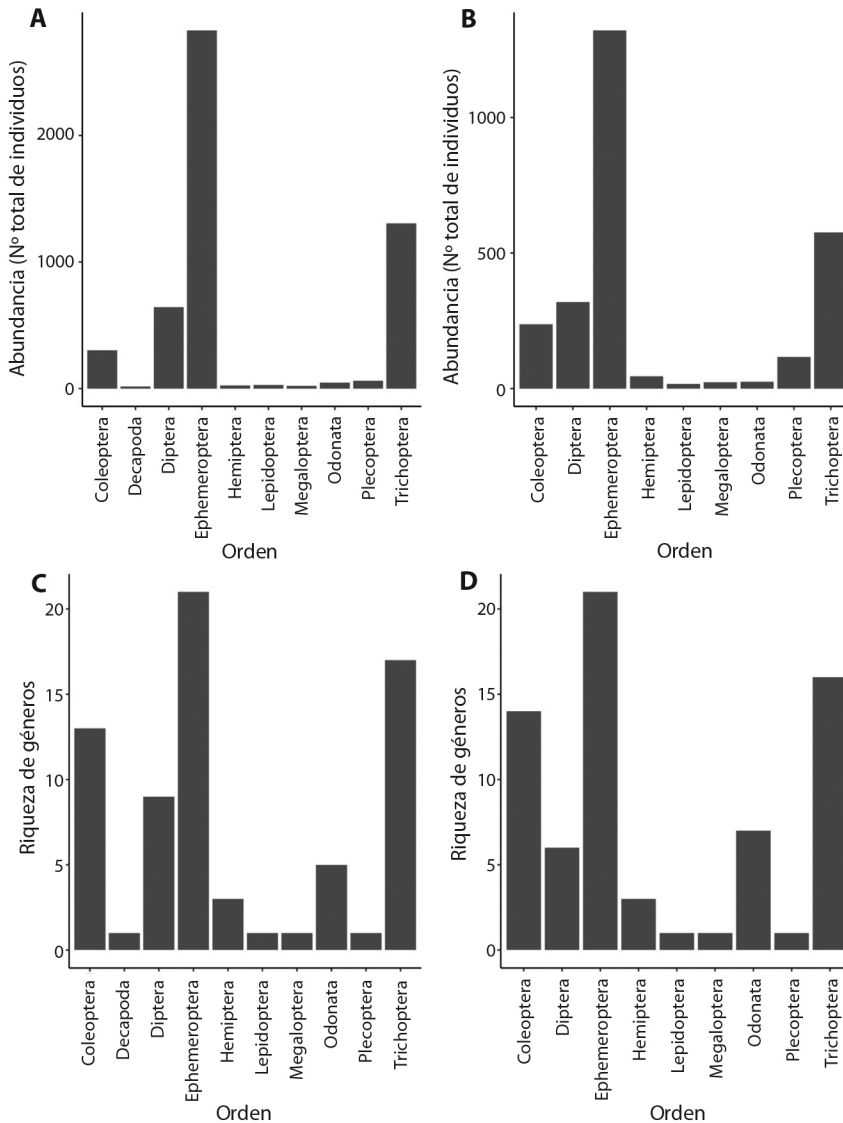 A
Abundancia (Nº total de individuos)
2000
1000
0
Coleoptera
Decapoda
Diptera
Ephemeroptera
Hemiptera
Lepidoptera
Megaloptera
Odonata
Plecoptera
Trichoptera
Orden
B
Abundancia (Nº total de individuos)
1000
500
0
Coleoptera
Diptera
Ephemeroptera
Hemiptera
Lepidoptera
Megaloptera
Odonata
Plecoptera
Trichoptera
Orden
C
Riqueza de géneros
20
15
10
5
0
Coleoptera
Decapoda
Diptera
Ephemeroptera
Hemiptera
Lepidoptera
Megaloptera
Odonata
Plecoptera
Trichoptera
Orden
D
Riqueza de géneros
20
15
10
5
0
Coleoptera
Diptera
Ephemeroptera
Hemiptera
Lepidoptera
Megaloptera
Odonata
Plecoptera
Trichoptera
Orden